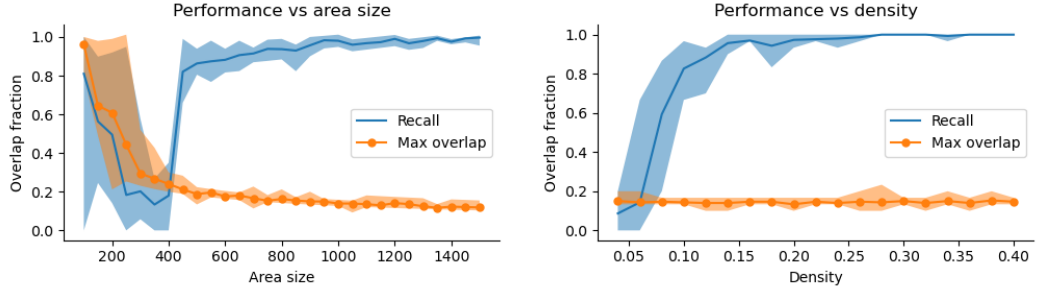 Performance vs area size
1.0
0.8
0.6
0.4
0.2
0.0
Overlap fraction
Recall
Max overlap
200 400 600 800 1000 1200 1400
Area size
Performance vs density
1.0
0.8
0.6
0.4
0.2
0.0
Overlap fraction
Recall
Max overlap
0.05 0.10 0.15 0.20 0.25 0.30 0.35 0.40
Density